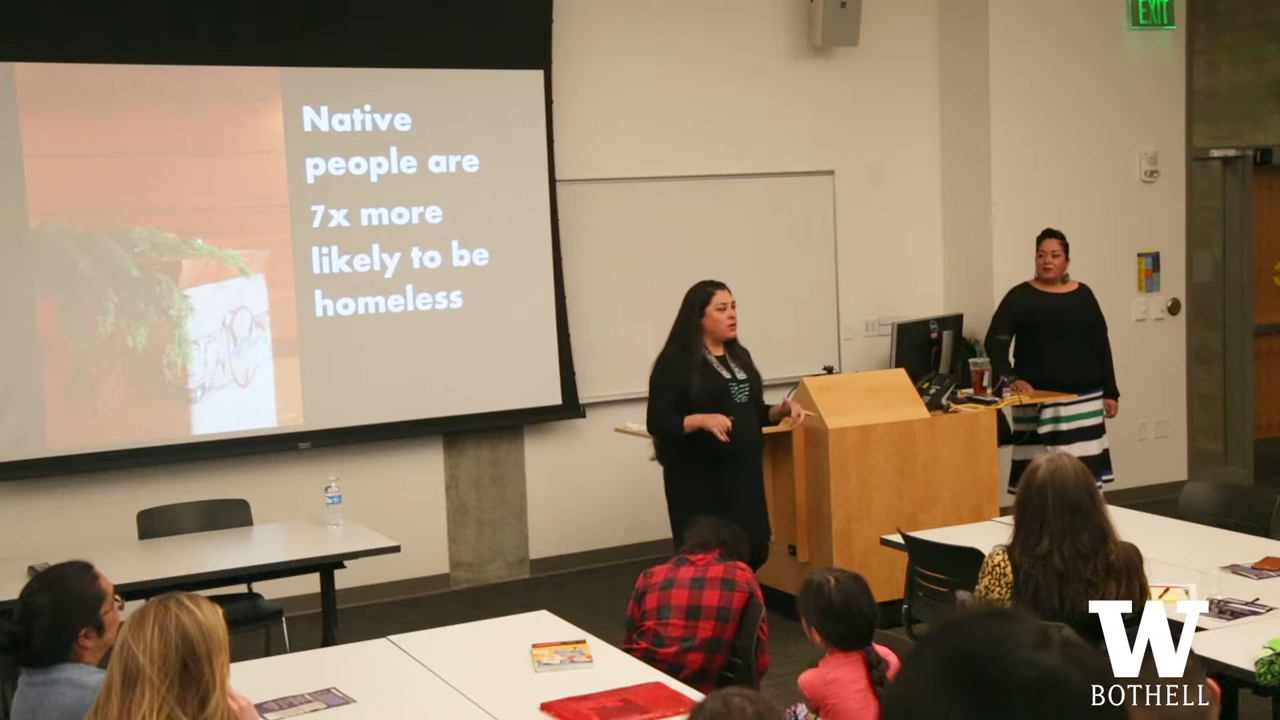 EXIT
Native
people are
7x more
likely to be
homeless
W
BOTHELL